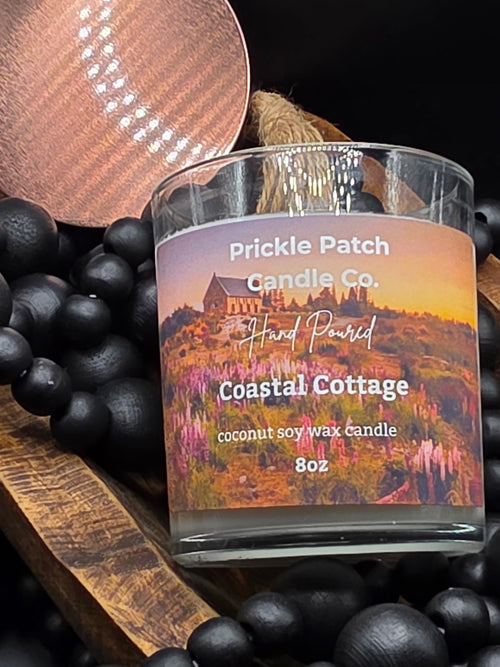 Prickle Patch
Candle Co.
Hand Poured
Coastal Cottage
coconut soy wax candle
8oz